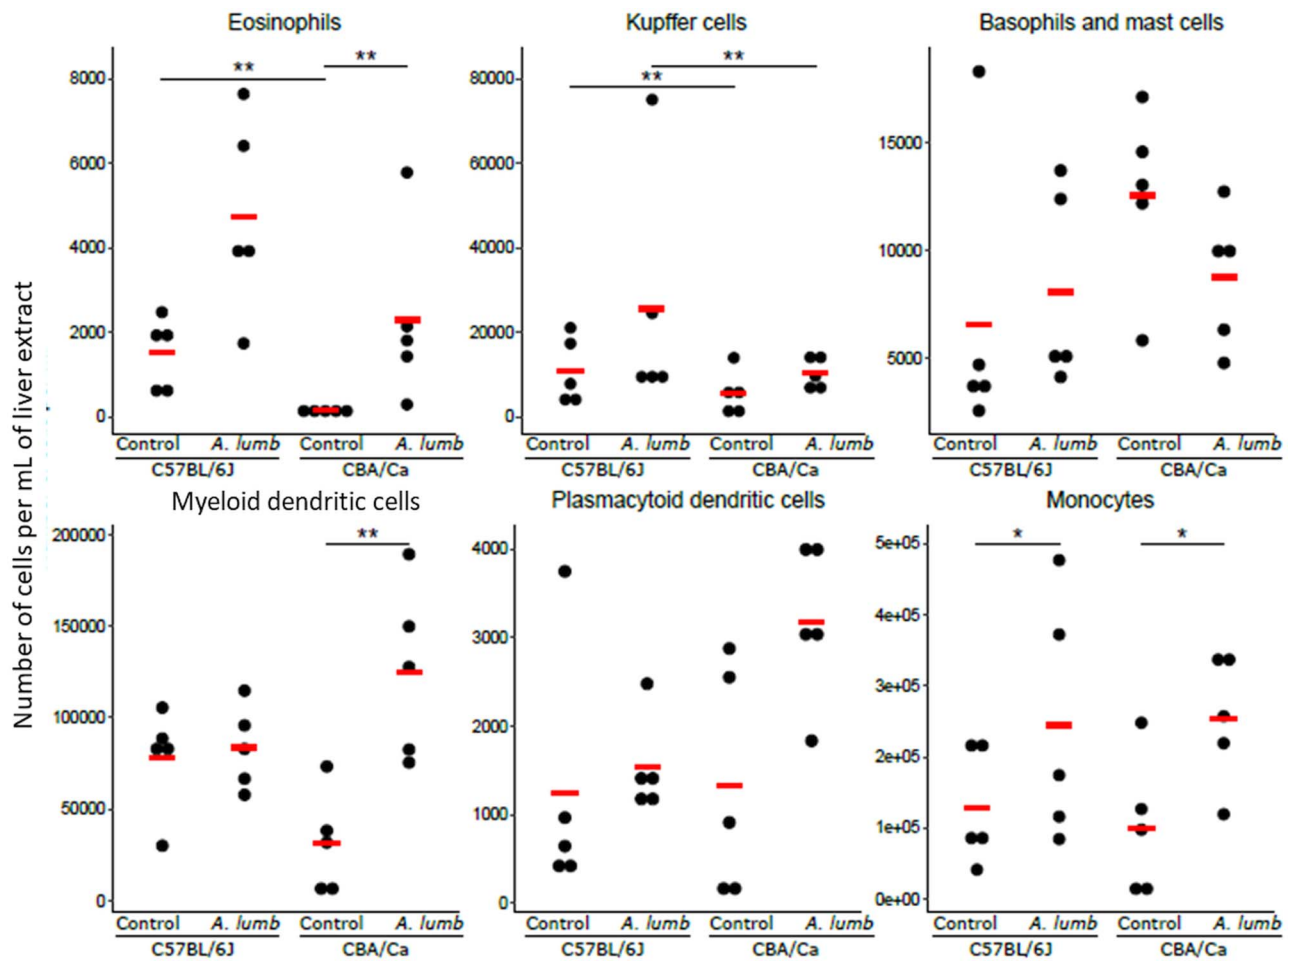 Eosinophils
Kupffer cells
Basophils and mast cells
** **
8000
6000
4000
2000
0
Control A. lumb Control A. lumb
C57BL/6J CBA/Ca
**
**
80000
60000
40000
20000
0
Control A. lumb Control A. lumb
C57BL/6J CBA/Ca
15000
10000
5000
Control A. lumb Control A. lumb
C57BL/6J CBA/Ca
Number of cells per mL of liver extract
Myeloid dendritic cells
Plasmacytoid dendritic cells
Monocytes
**
200000
150000
100000
50000
0
Control A. lumb Control A. lumb
C57BL/6J CBA/Ca
4000
3000
2000
1000
0
Control A. lumb Control A. lumb
C57BL/6J CBA/Ca
* *
5e+05
4e+05
3e+05
2e+05
1e+05
0e+00
Control A. lumb Control A. lumb
C57BL/6J CBA/Ca